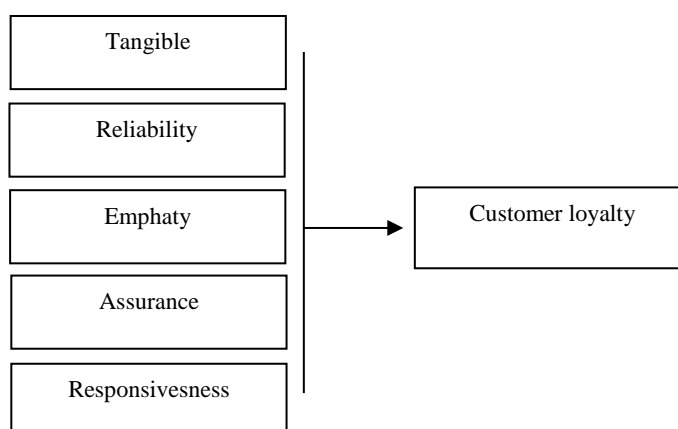 Tangible
Reliability
Emphaty
Customer loyalty
Assurance
Responsivesness